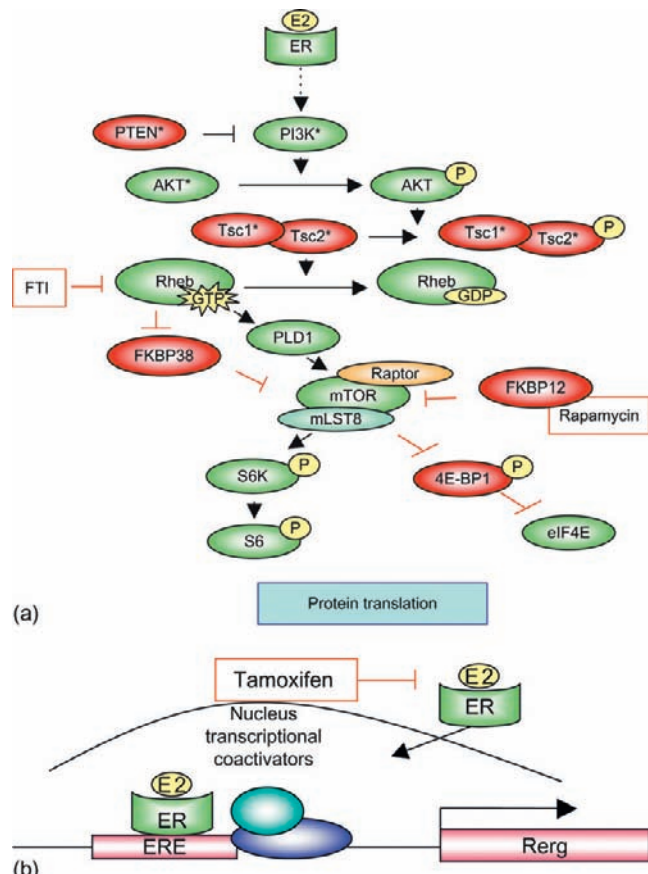 E2
ER
PTEN*
PI3K*
AKT*
AKT
P
Tsc1*
Tsc2*
Tsc1*
Tsc2*
P
FTI
Rheb
GTP
Rheb
GDP
PLD1
FKBP38
Raptor
mTOR
mLST8
FKBP12
Rapamycin
S6K
P
4E-BP1
P
S6
P
eIF4E
Protein translation
(a)
Tamoxifen
E2
ER
Nucleus
transcriptional
coactivators
E2
ER
ERE
Rerg
(b)